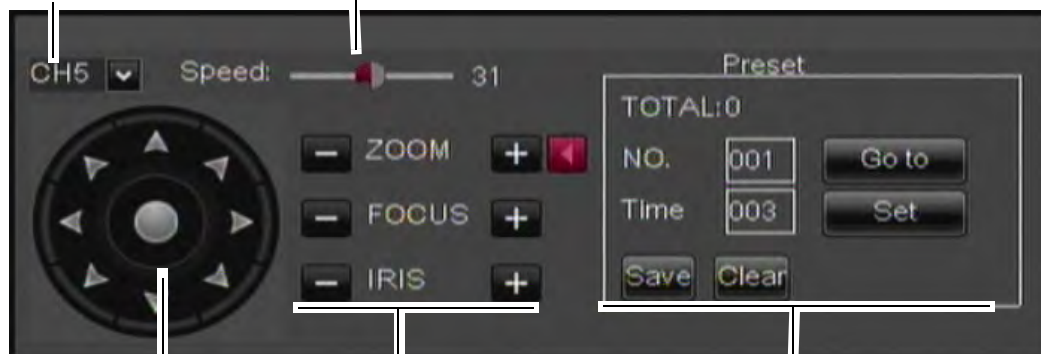 CH5 Speed: 31
Preset
TOTAL:0
ZOOM
NO. 001 Go to
FOCUS
Time 003 Set
IRIS
Save Clear